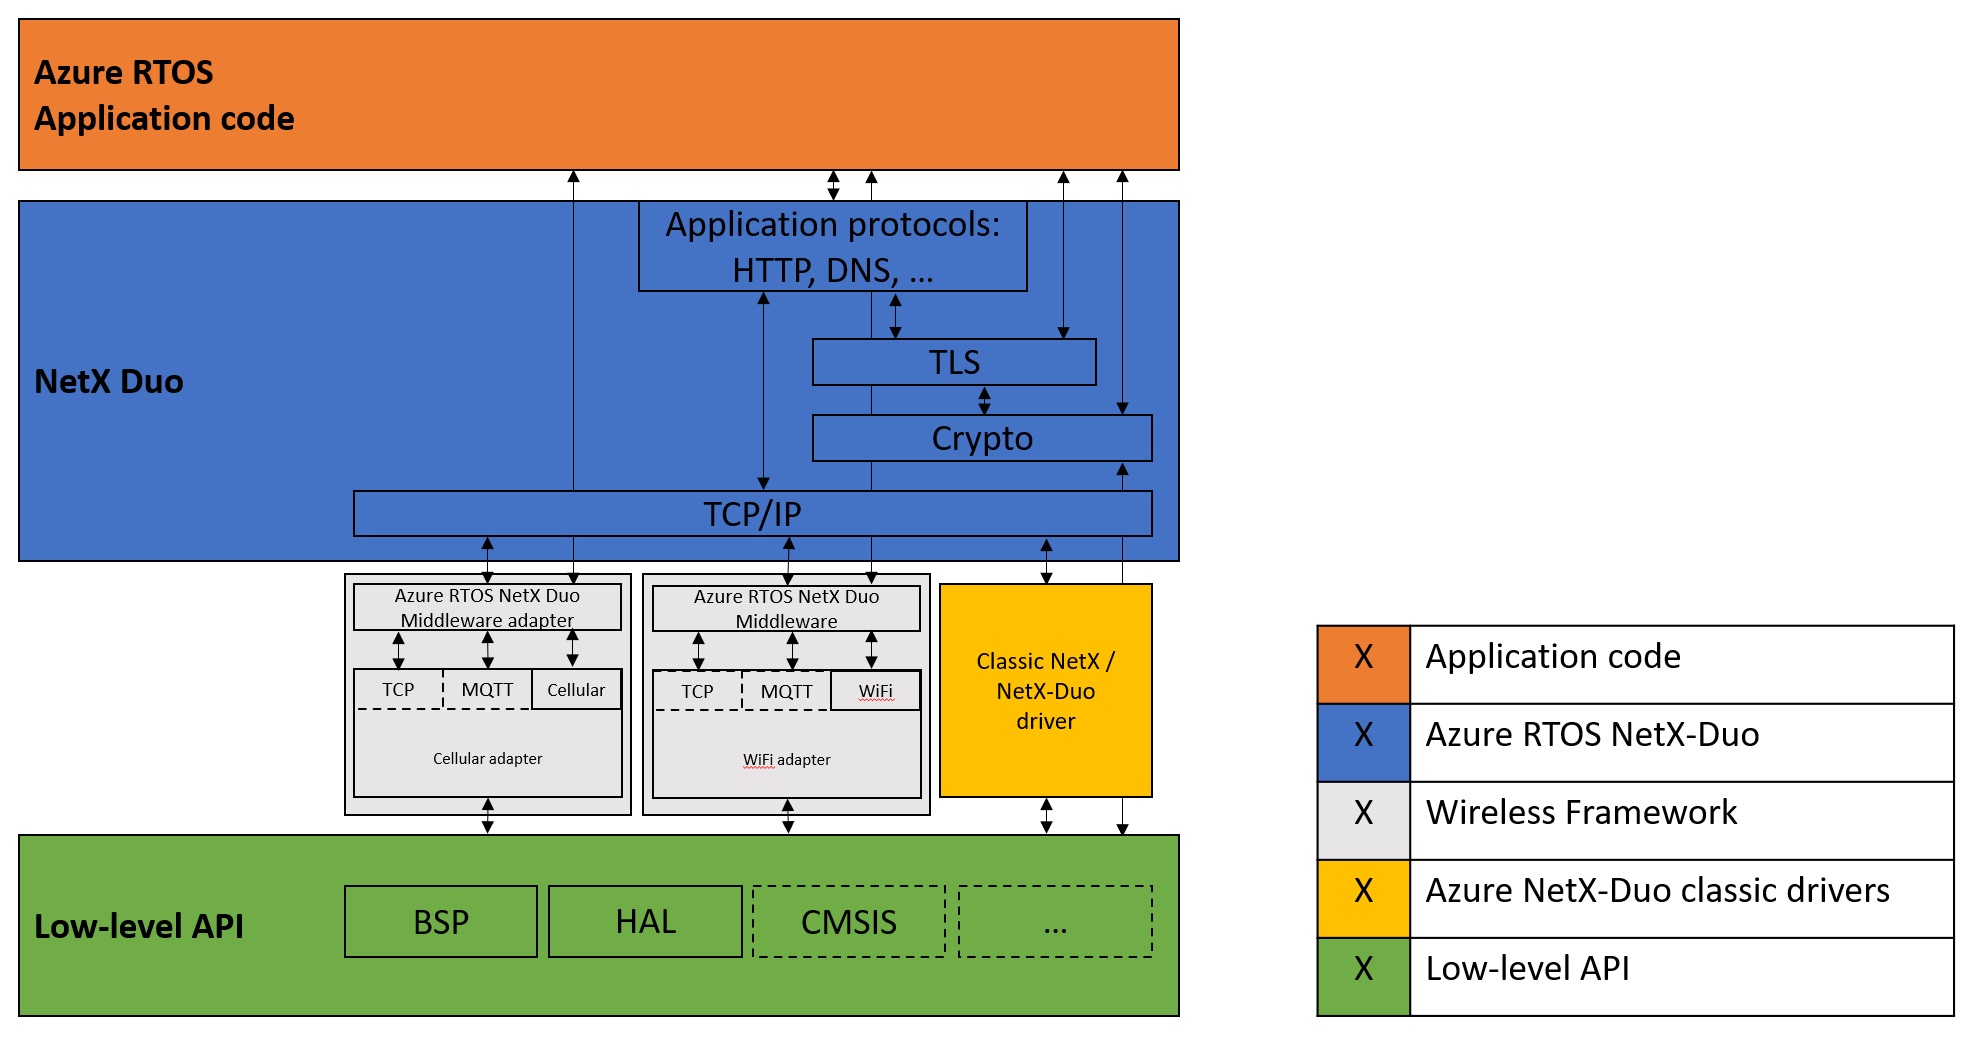 Azure RTOS
Application code
Application protocols:
HTTP, DNS, ...
TLS
NetX Duo
Crypto
TCP/IP
Azure RTOS NetX Duo
Middleware adapter
TCP
MQTT
Cellular
Cellular adapter
Azure RTOS NetX Duo
Middleware
TCP
MQTT
WiFi
WiFi adapter
Classic NetX /
NetX-Duo
driver
Low-level API
BSP
HAL
CMSIS
...
X Application code
X Azure RTOS NetX-Duo
X Wireless Framework
X Azure NetX-Duo classic drivers
X Low-level API